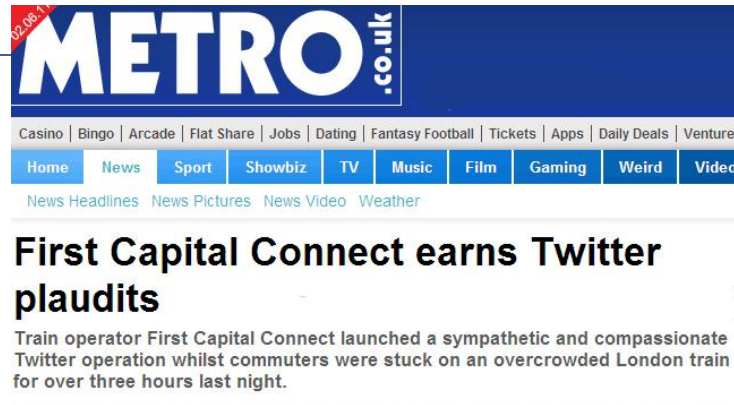 02.06.11
METRO.co.uk
Casino | Bingo | Arcade | Flat Share | Jobs | Dating | Fantasy Football | Tickets | Apps | Daily Deals | Venture
Home News Sport Showbiz TV Music Film Gaming Weird Video
News Headlines News Pictures News Video Weather
First Capital Connect earns Twitter
plaudits
Train operator First Capital Connect launched a sympathetic and compassionate
Twitter operation whilst commuters were stuck on an overcrowded London train
for over three hours last night.